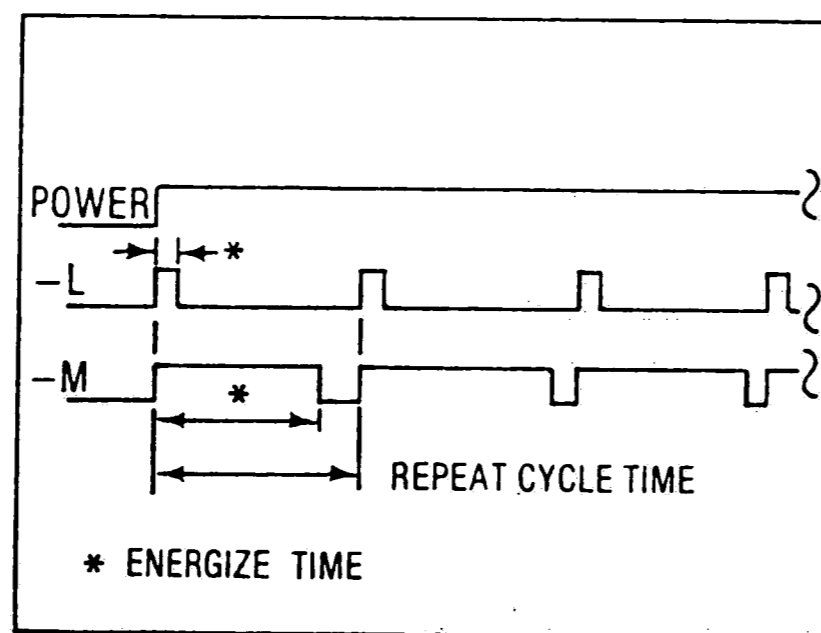 POWER
*
–L
–M
*
REPEAT CYCLE TIME
* ENERGIZE TIME